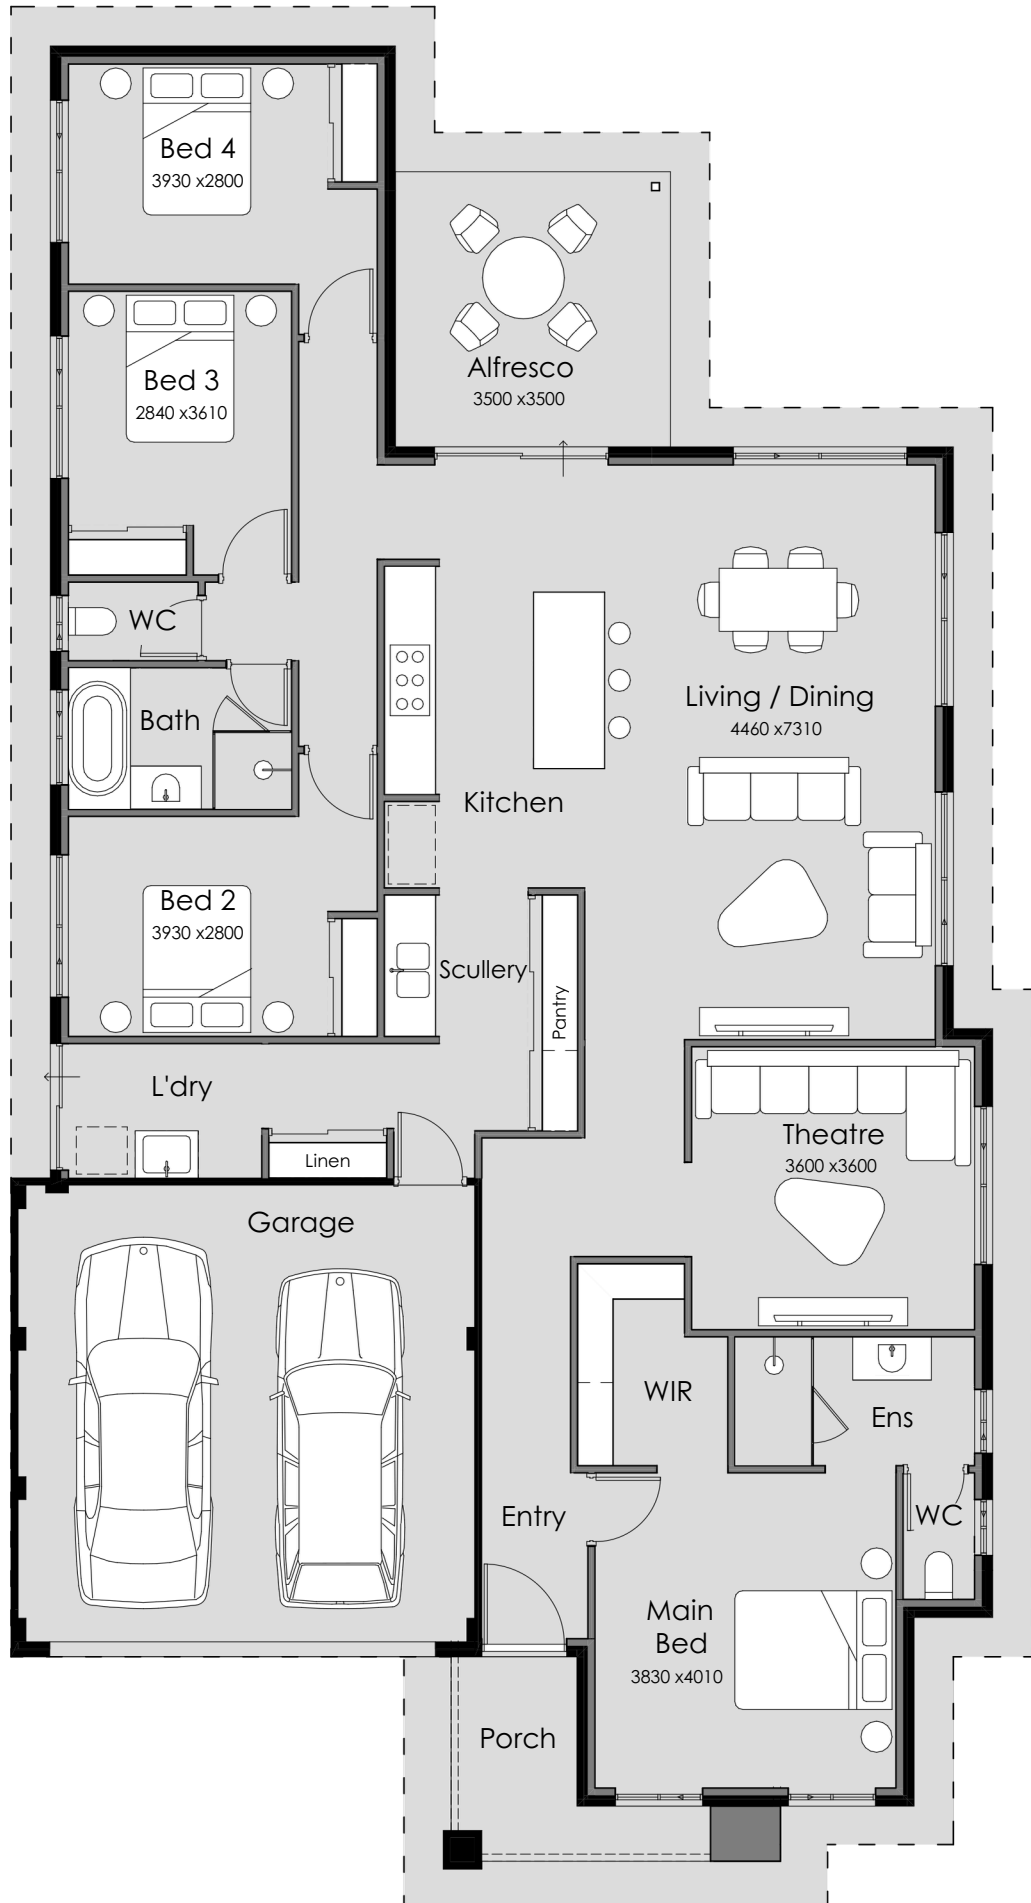 Bed 4
3930 x2800
Alfresco
3500 x3500
Bed 3
2840 x3610
WC
Bath
Living / Dining
4460 x7310
Kitchen
Bed 2
3930 x2800
Scullery
Pantry
L'dry
Linen
Theatre
3600 x3600
Garage
WIR
Ens
WC
Entry
Main
Bed
3830 x4010
Porch